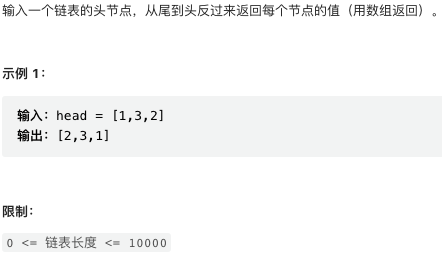 输入一个链表的头节点，从尾到头反过来返回每个节点的值（用数组返回）。
示例 1：
输入：head = [1,3,2]
输出：[2,3,1]
限制：
0 <= 链表长度 <= 10000